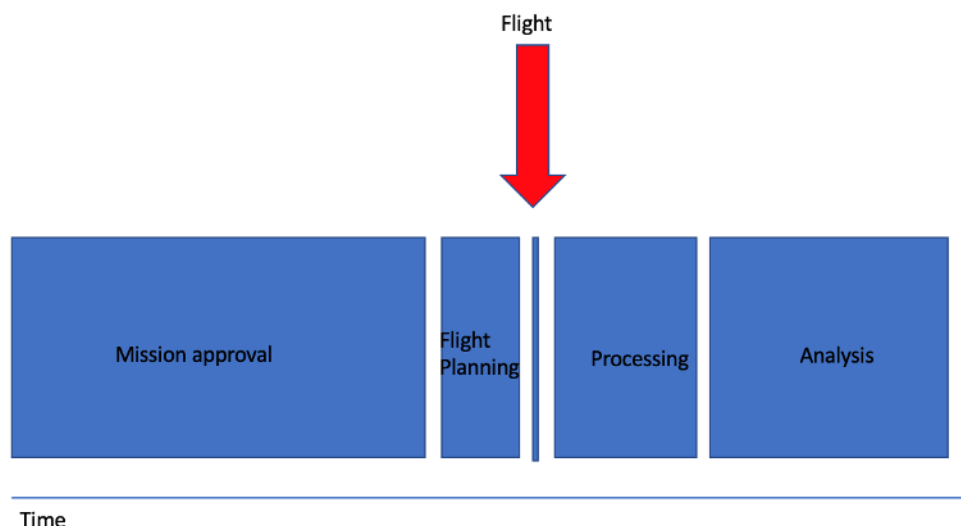 Flight
Mission approval
Flight
Planning
Processing
Analysis
Time